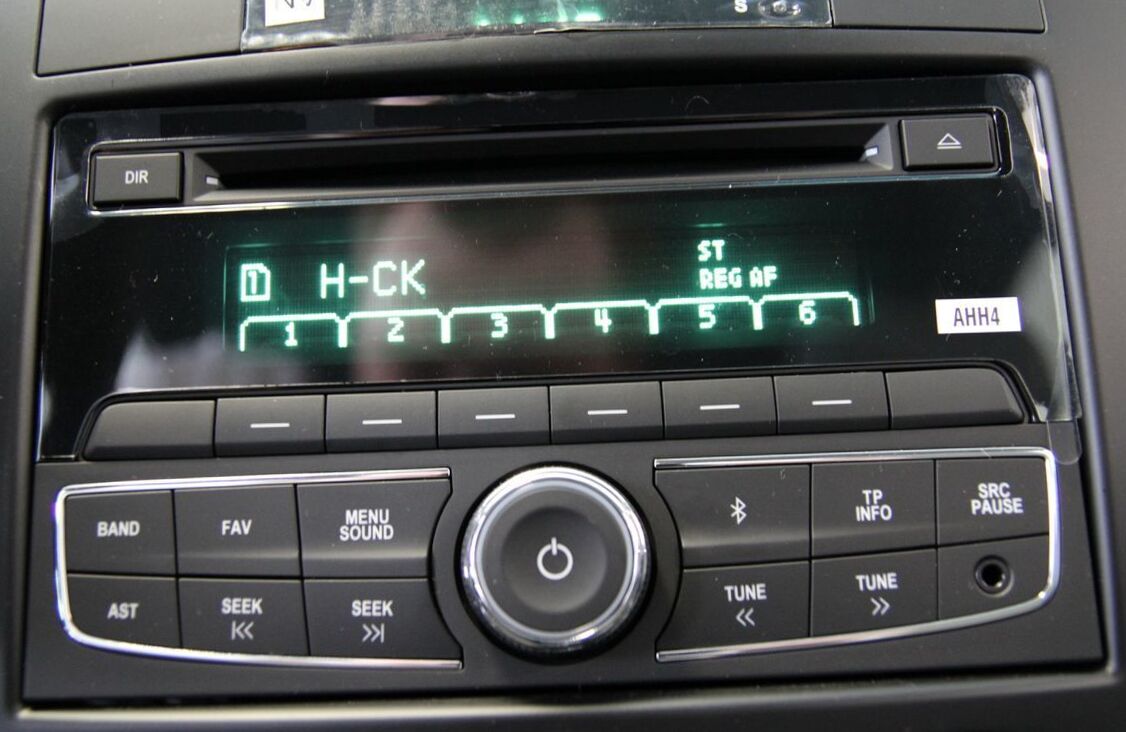 S
DIR
ST
1 H-CK
REG AF
1 2 3 4 5 6
AHH4
BAND
FAV
MENU
SOUND
TP
INFO
SRC
PAUSE
AST
SEEK
SEEK
TUNE
TUNE